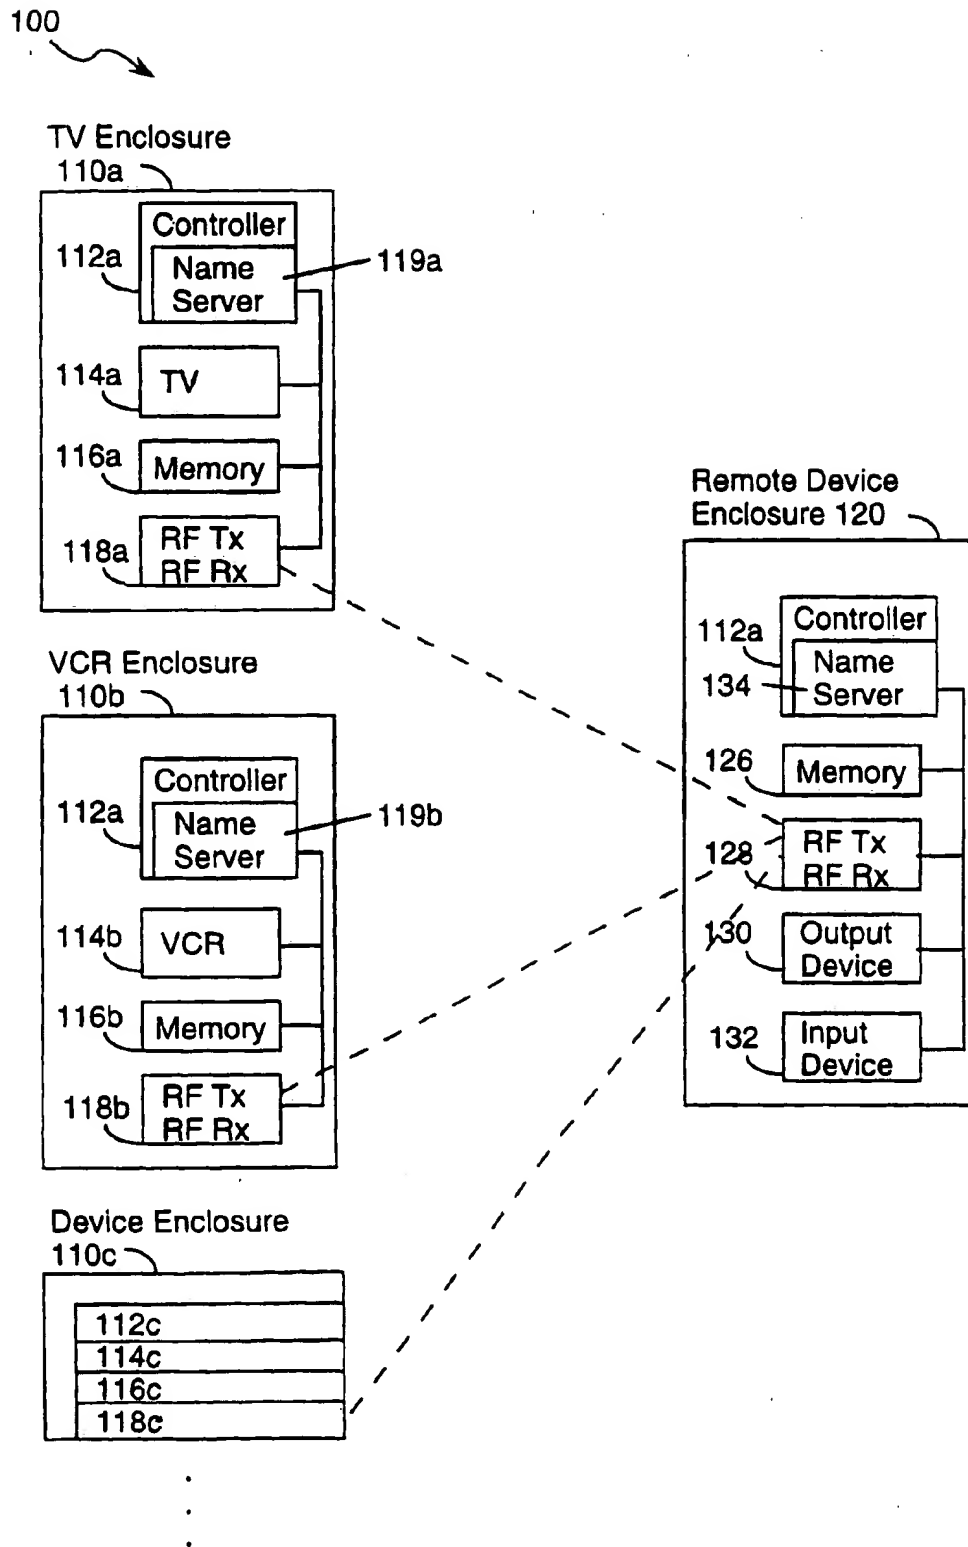 100
TV Enclosure
110a
Controller
112a
Name
Server
119a
114a
TV
116a
Memory
118a
RF Tx
RF Rx
VCR Enclosure
110b
Controller
112a
Name
Server
119b
114b
VCR
116b
Memory
118b
RF Tx
RF Rx
Device Enclosure
110c
112c
114c
116c
118c
Remote Device
Enclosure 120
Controller
112a
Name
Server
134
126
Memory
128
RF Tx
RF Rx
130
Output
Device
132
Input
Device